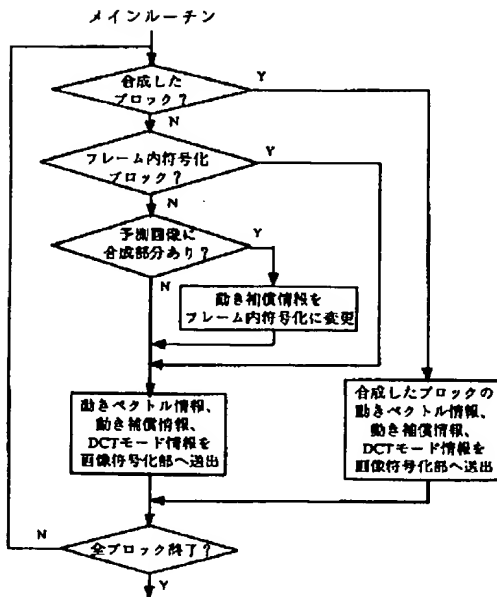 メインルーチン
合成した
ブロック？
Y
N
フレーム内符号化
ブロック？
Y
N
予測画像に
合成部分あり？
Y
N
動き補償情報を
フレーム内符号化に変更
動きベクトル情報、
動き補償情報、
DCTモード情報を
画像符号化部へ送出
合成したブロックの
動きベクトル情報、
動き補償情報、
DCTモード情報を
画像符号化部へ送出
N
全ブロック終了？
Y